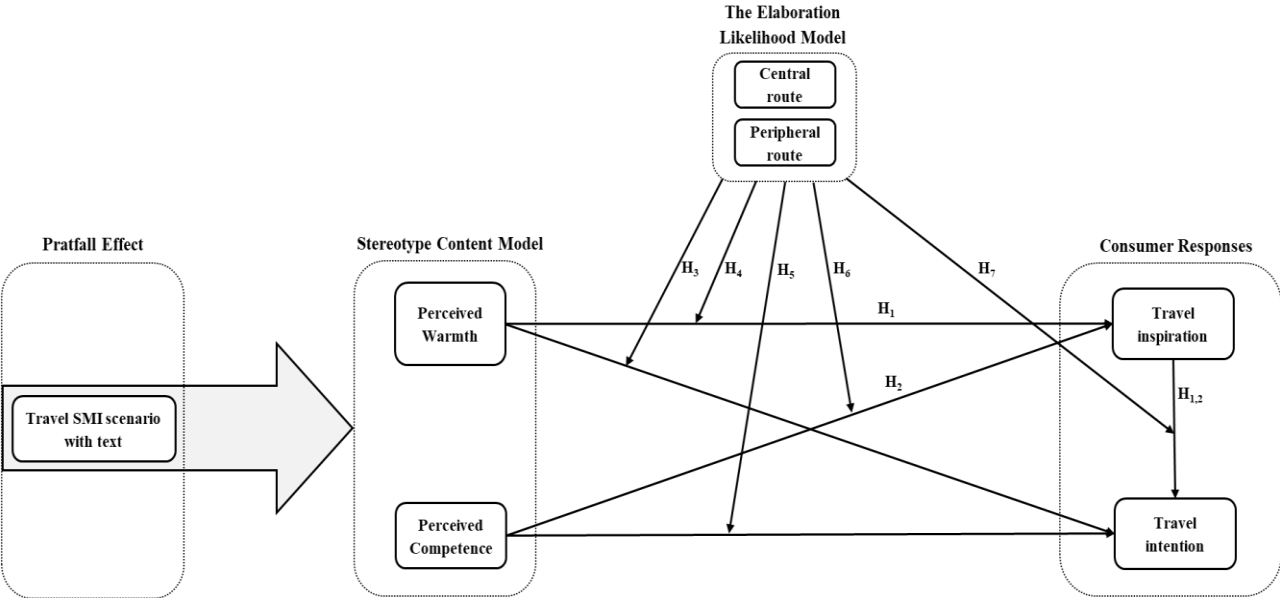 The Elaboration
Likelihood Model
Central
route
Peripheral
route
Pratfall Effect
Stereotype Content Model
Consumer Responses
H3
H4
H5
H6
H7
Perceived
Warmth
H1
Travel
inspiration
H2
H1,2
Travel SMI scenario
with text
Perceived
Competence
Travel
intention